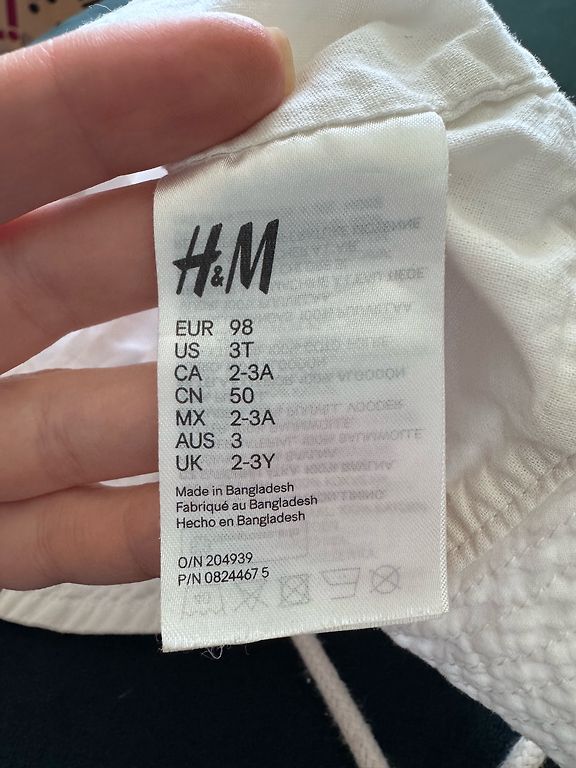 H&M
EUR 98
US 3T
CA 2-3A
CN 50
MX 2-3A
AUS 3
UK 2-3Y
Made in Bangladesh
Fabriqué au Bangladesh
Hecho en Bangladesh
O/N 204939
P/N 0824467 5